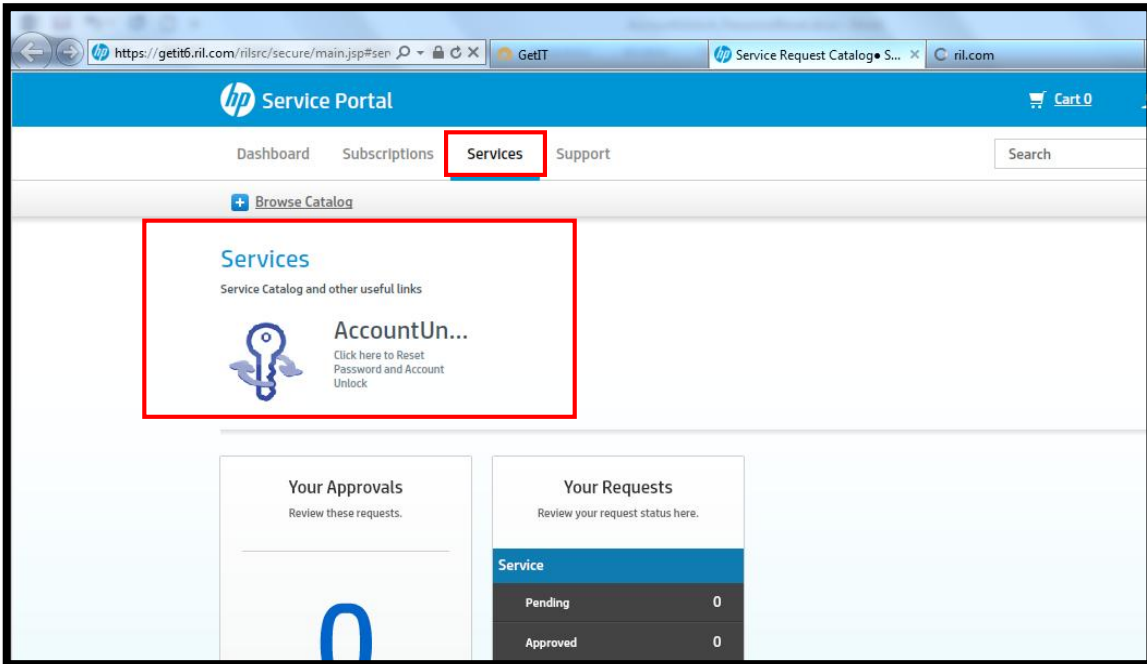 https://getit6.ril.com/rilsrc/secure/main.jsp#ser
GetIT
Service Request Catalog● S...
ril.com
hp Service Portal
Cart 0
Dashboard
Subscriptions
Services
Support
Search
Browse Catalog
Services
Service Catalog and other useful links
AccountUn...
Click here to Reset
Password and Account
Unlock
Your Approvals
Review these requests.
0
Your Requests
Review your request status here.
Service
Pending 0
Approved 0